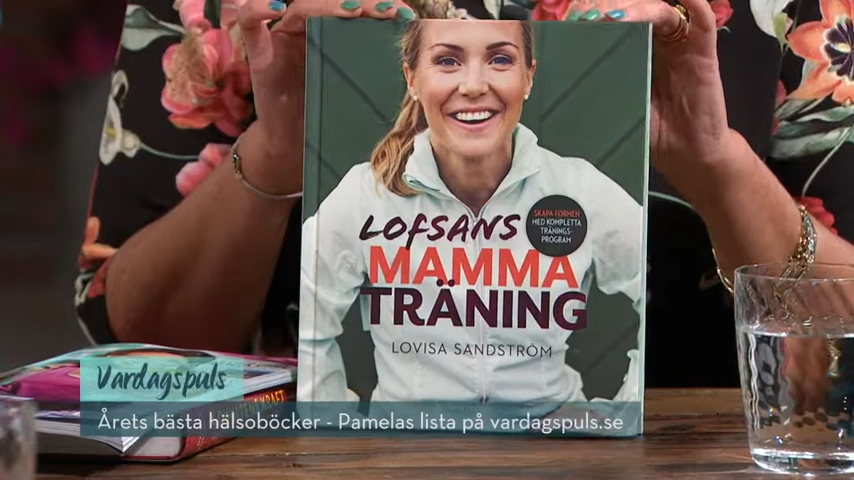 LOFSANS
MAMMA
TRÄNING
SKAPA FORMEN
MED KOMPLETTA
TRÄNINGS-
PROGRAM
LOVISA SANDSTRÖM
Vardagspuls
KRAFT
Årets bästa hälsoböcker - Pamelas lista på vardagspuls.se